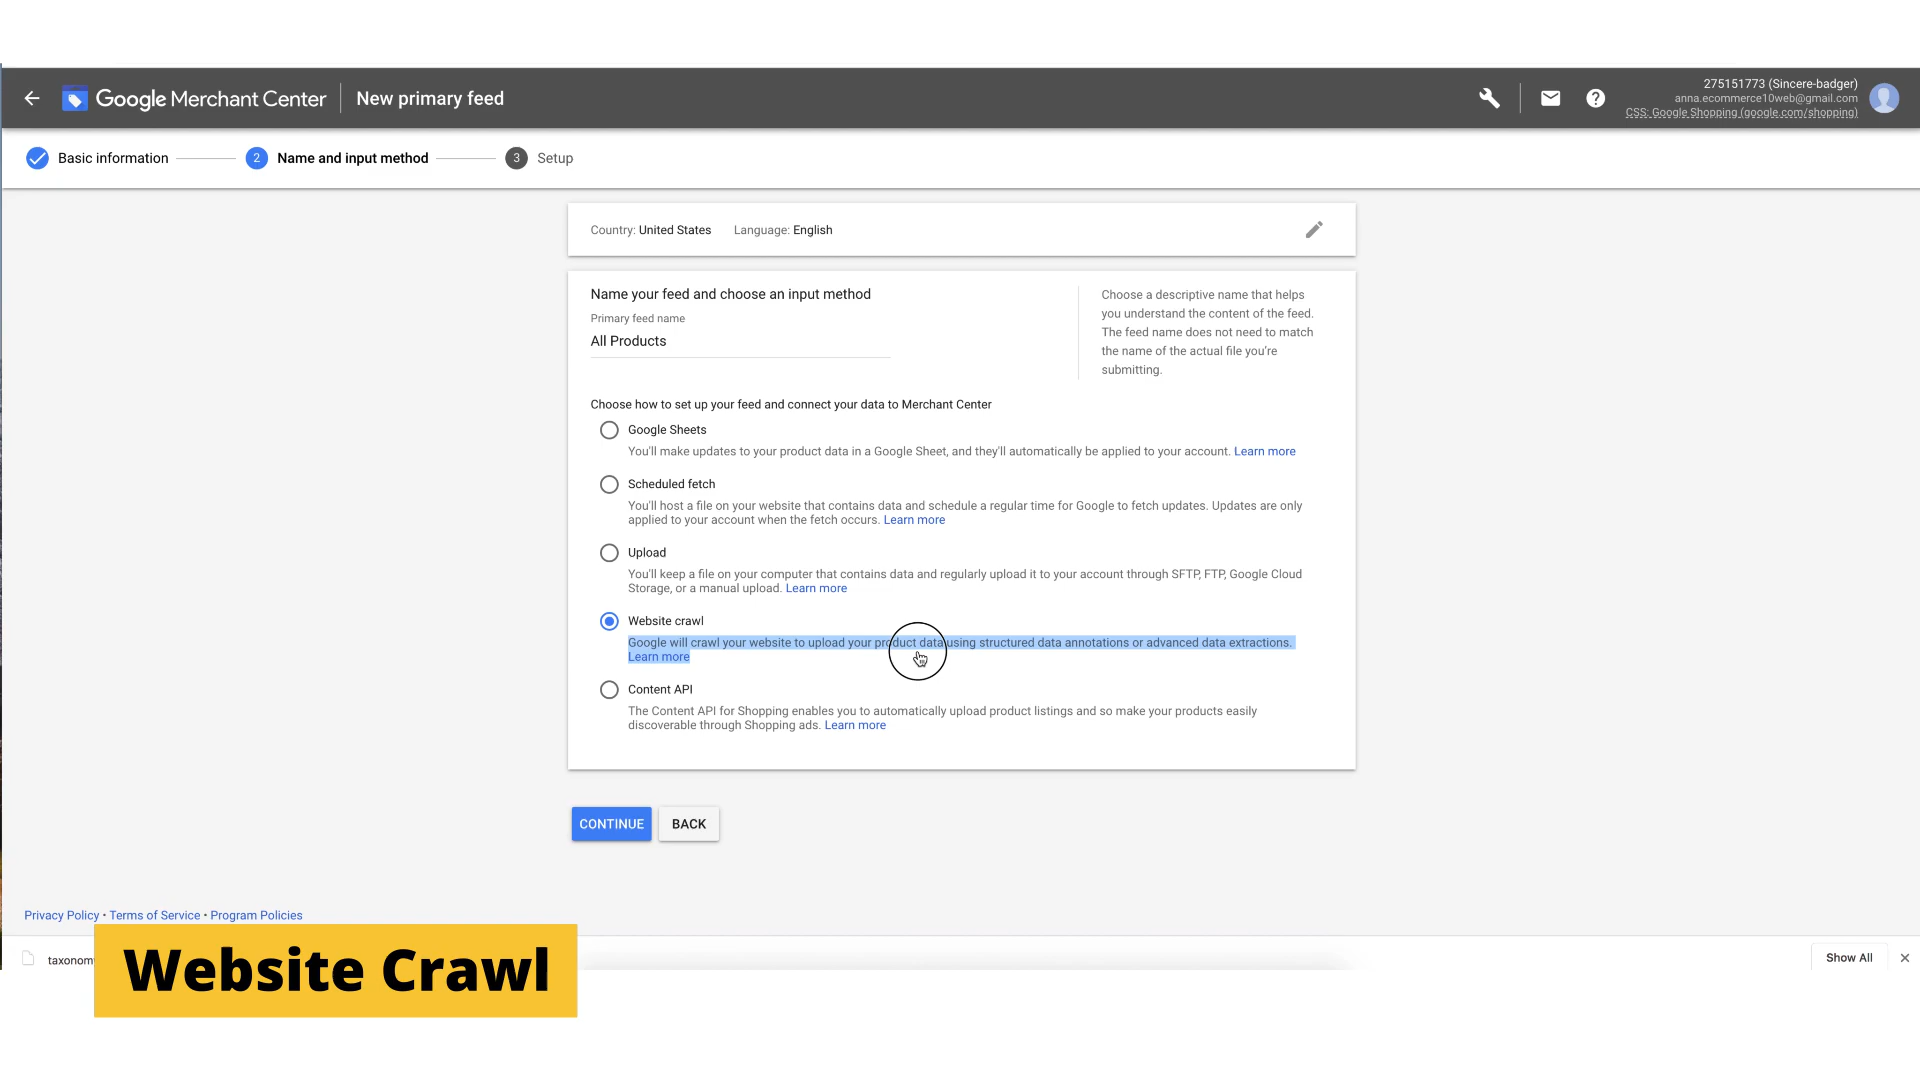 Google Merchant Center
New primary feed
275151773 (Sincere-badger)
anna.ecommerce10web@gmail.com
CSS: Google Shopping (google.com/shopping)
Basic information
2 Name and input method
3 Setup
Country: United States Language: English
Name your feed and choose an input method
Primary feed name
All Products
Choose a descriptive name that helps
you understand the content of the feed.
The feed name does not need to match
the name of the actual file you're
submitting.
Choose how to set up your feed and connect your data to Merchant Center
Google Sheets
You'll make updates to your product data in a Google Sheet, and they'll automatically be applied to your account. Learn more
Scheduled fetch
You'll host a file on your website that contains data and schedule a regular time for Google to fetch updates. Updates are only
applied to your account when the fetch occurs. Learn more
Upload
You'll keep a file on your computer that contains data and regularly upload it to your account through SFTP, FTP, Google Cloud
Storage, or a manual upload. Learn more
Website crawl
Google will crawl your website to upload your product data using structured data annotations or advanced data extractions.
Learn more
Content API
The Content API for Shopping enables you to automatically upload product listings and so make your products easily
discoverable through Shopping ads. Learn more
CONTINUE
BACK
Privacy Policy • Terms of Service • Program Policies
Show All
Website Crawl